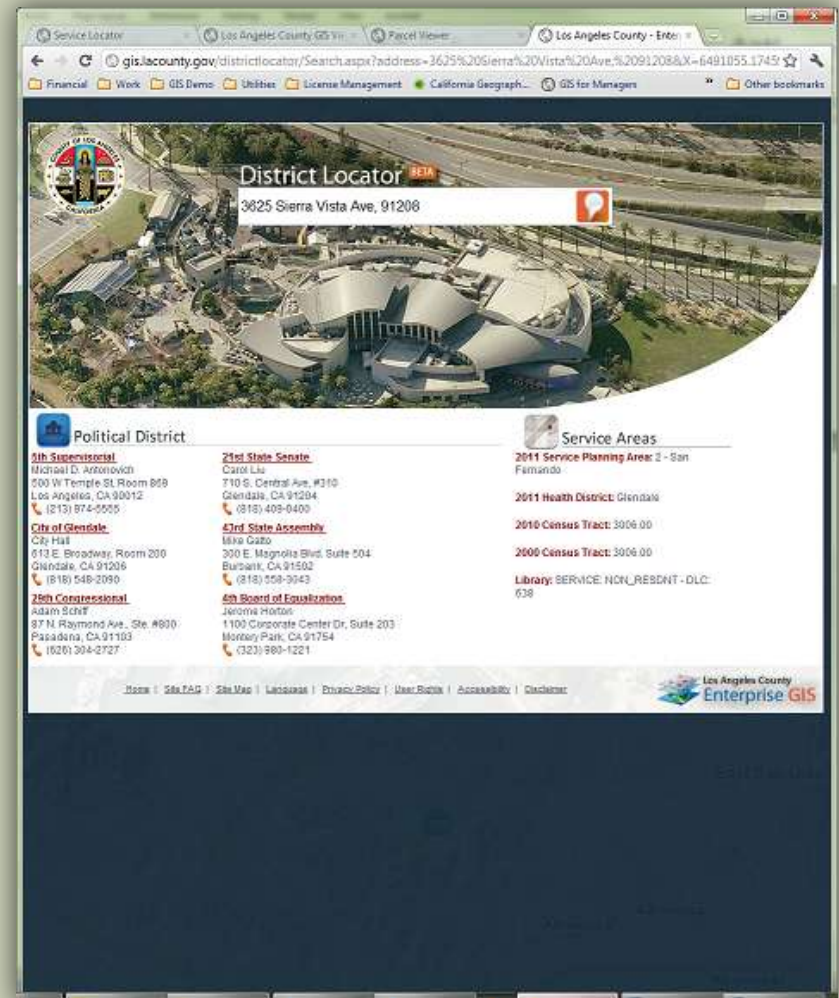 Service Locator
Los Angeles County GIS Vi
Parcel Viewer
Los Angeles County - Enter
gis.lacounty.gov/districtlocator/Search.aspx?address=3625%20Sierra%20Vista%20Ave,%2091208&X=6491055.1745
Financial Work GIS Demo Utilities License Management California Geograph... GIS for Managers » Other bookmarks
COUNTY OF LOS ANGELES
CALIFORNIA
District Locator BETA
3625 Sierra Vista Ave, 91208
Political District
5th Supervisorial
Michael D. Antonovich
500 W Temple St, Room 869
Los Angeles, CA 90012
(213) 974-5555
City of Glendale
City Hall
613 E. Broadway, Room 200
Glendale, CA 91206
(818) 548-2090
29th Congressional
Adam Schiff
87 N. Raymond Ave., Ste. #800
Pasadena, CA 91103
(626) 304-2727
21st State Senate
Carol Liu
710 S. Central Ave, #310
Glendale, CA 91204
(818) 409-0400
43rd State Assembly
Mike Gatto
300 E. Magnolia Blvd, Suite 504
Burbank, CA 91502
(818) 558-3043
4th Board of Equalization
Jerome Horton
1100 Corporate Center Dr, Suite 203
Montery Park, CA 91754
(323) 980-1221
Service Areas
2011 Service Planning Area: 2 - San
Fernando
2011 Health District: Glendale
2010 Census Tract: 3006.00
2000 Census Tract: 3006.00
Library: SERVICE: NON_RESDNT - DLC:
638
Home | Site FAQ | Site Map | Language | Privacy Policy | User Rights | Accessibility | Disclaimer
Los Angeles County
Enterprise GIS